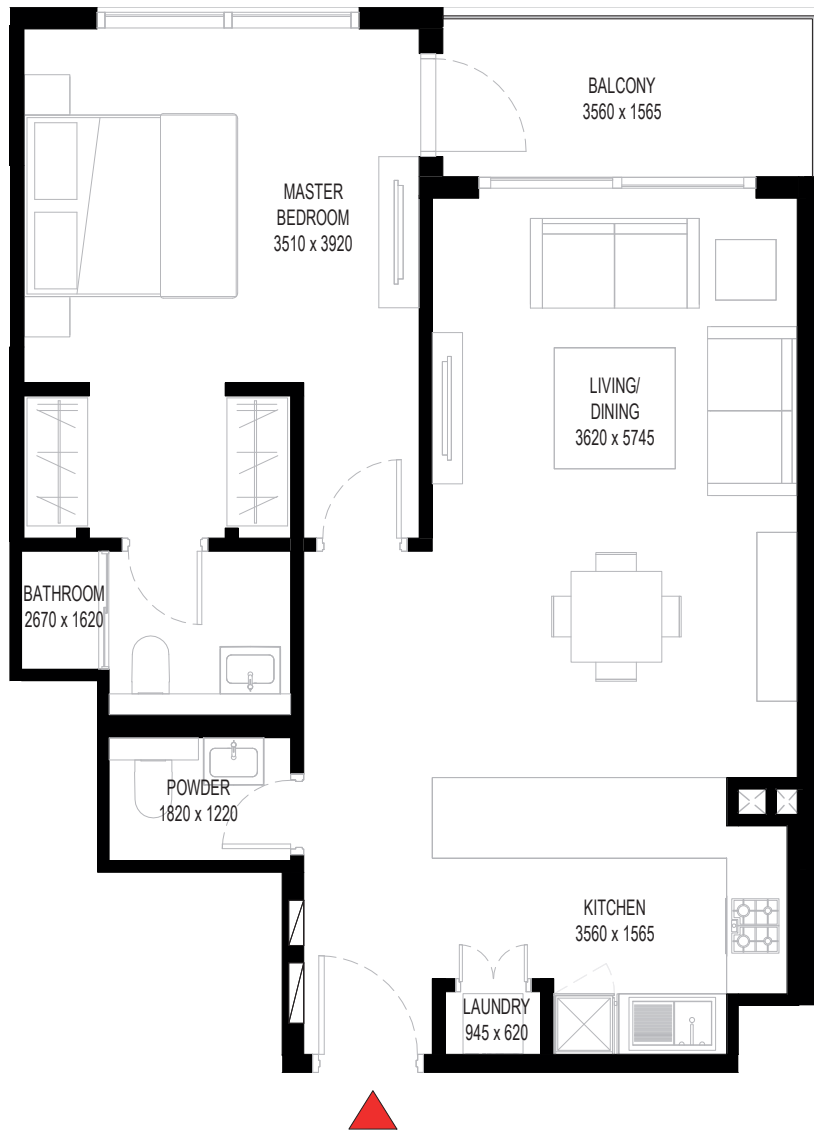 BALCONY
3560 x 1565
MASTER
BEDROOM
3510 x 3920
LIVING/
DINING
3620 x 5745
BATHROOM
2670 x 1620
POWDER
1820 x 1220
KITCHEN
3560 x 1565
LAUNDRY
945 x 620